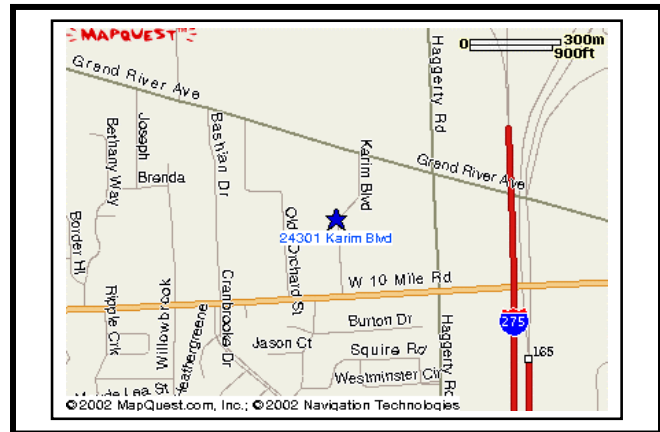 MAPQUEST
0 300m
900ft
Grand River Ave
Haggerty Rd
Karim Blvd
Bashian Dr
Joseph
Bethany Way
Brenda
Grand River Ave
Old Orchard St
24301 Karim Blvd
Border Hl
W 10 Mile Rd
Ripple Crk
Willowbrook
Cranbrooke Dr
Burton Dr
Haggerty Rd
275
Jason Ct
Squire Rd
165
Heathergreene
Westminster Cir
Lea St
©2002 MapQuest.com, Inc.; ©2002 Navigation Technologies